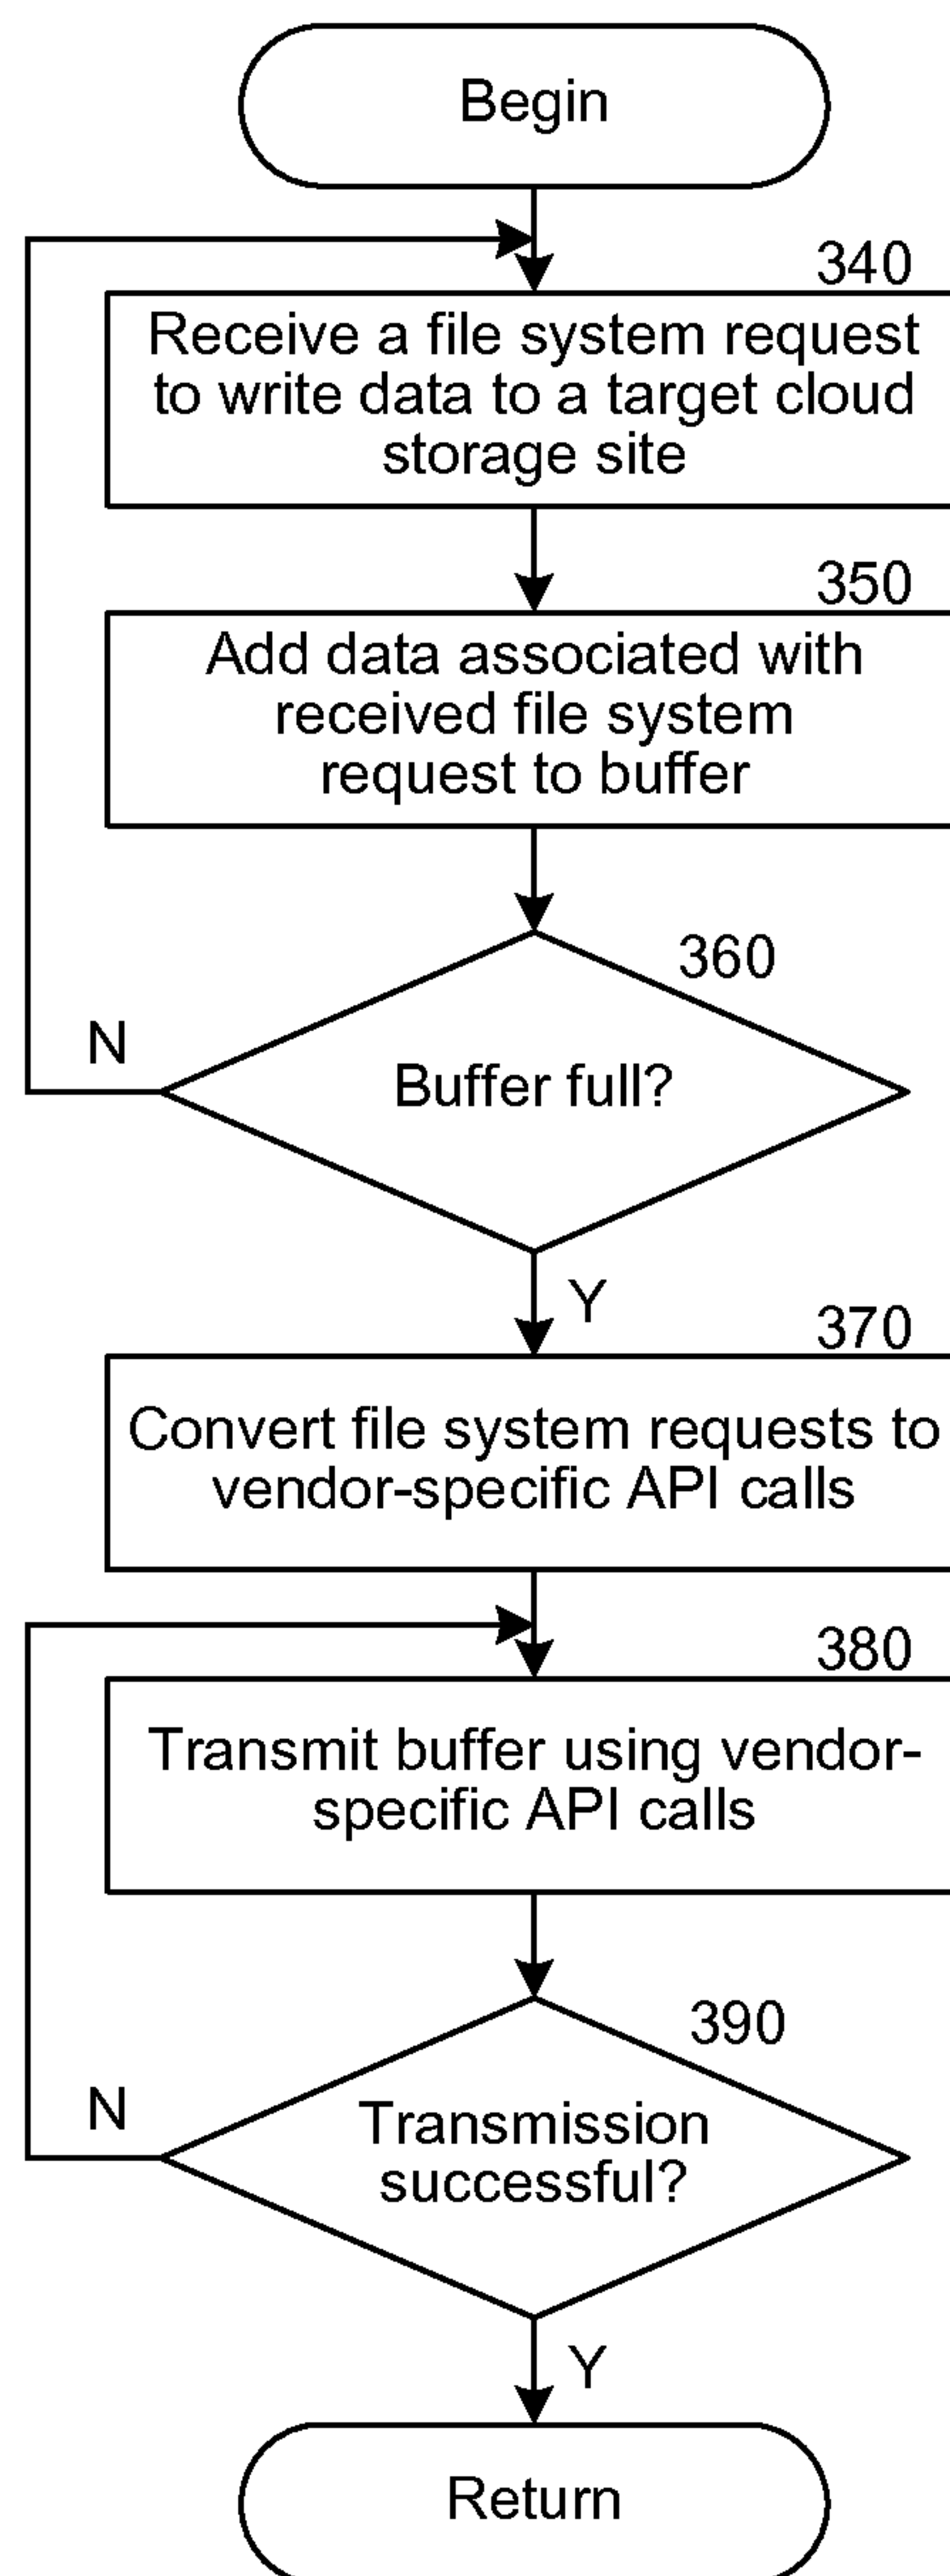 Begin
340
Receive a file system request
to write data to a target cloud
storage site
350
Add data associated with
received file system
request to buffer
360
N
Buffer full?
Y
370
Convert file system requests to
vendor-specific API calls
380
Transmit buffer using vendor-
specific API calls
390
N
Transmission
successful?
Y
Return